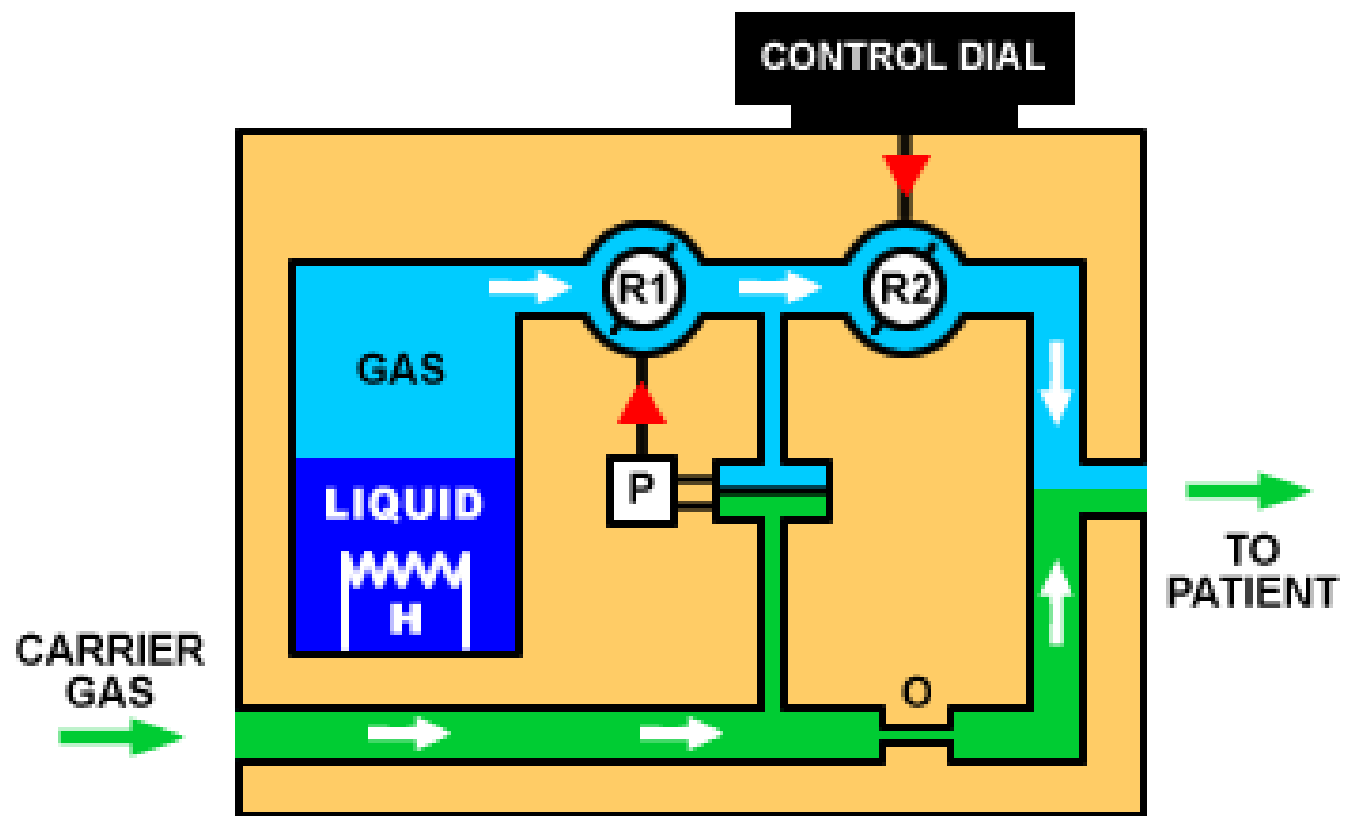 CONTROL DIAL
R1
R2
GAS
P
LIQUID
H
TO
PATIENT
CARRIER
GAS
O